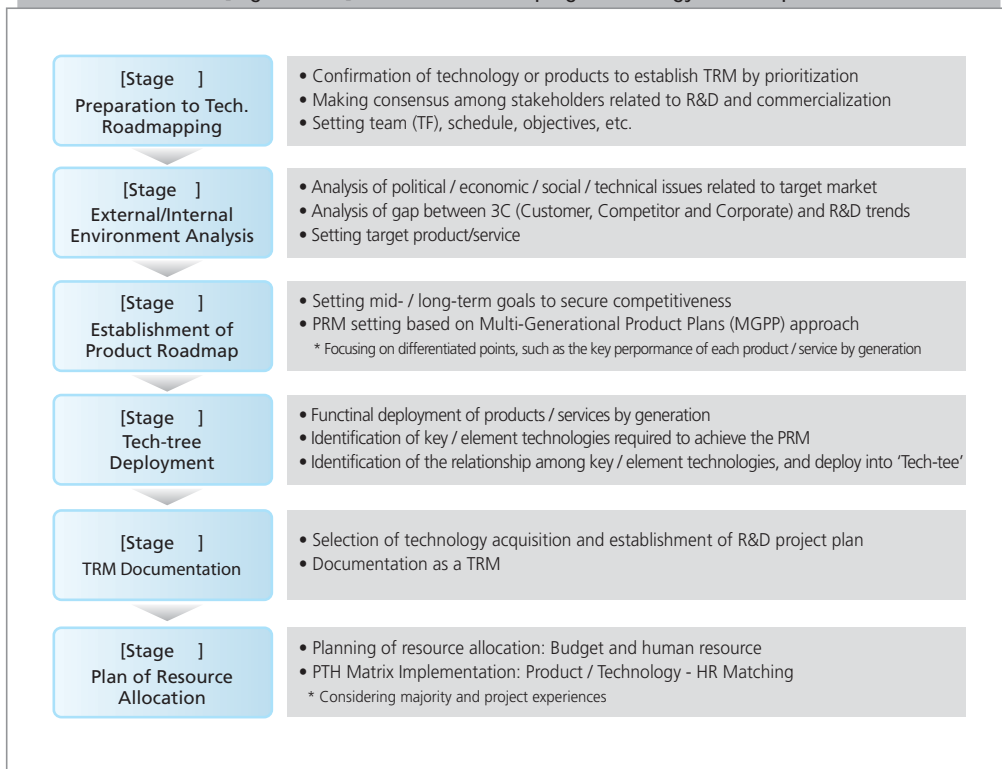 [Stage ]
Preparation to Tech.
Roadmapping
• Confirmation of technology or products to establish TRM by prioritization
• Making consensus among stakeholders related to R&D and commercialization
• Setting team (TF), schedule, objectives, etc.
[Stage ]
External/Internal
Environment Analysis
• Analysis of political / economic / social / technical issues related to target market
• Analysis of gap between 3C (Customer, Competitor and Corporate) and R&D trends
• Setting target product/service
[Stage ]
Establishment of
Product Roadmap
• Setting mid- / long-term goals to secure competitiveness
• PRM setting based on Multi-Generational Product Plans (MGPP) approach
* Focusing on differentiated points, such as the key perpormance of each product / service by generation
[Stage ]
Tech-tree
Deployment
• Functinal deployment of products / services by generation
• Identification of key / element technologies required to achieve the PRM
• Identification of the relationship among key / element technologies, and deploy into ‘Tech-tee’
[Stage ]
TRM Documentation
• Selection of technology acquisition and establishment of R&D project plan
• Documentation as a TRM
[Stage ]
Plan of Resource
Allocation
• Planning of resource allocation: Budget and human resource
• PTH Matrix Implementation: Product / Technology - HR Matching
* Considering majority and project experiences